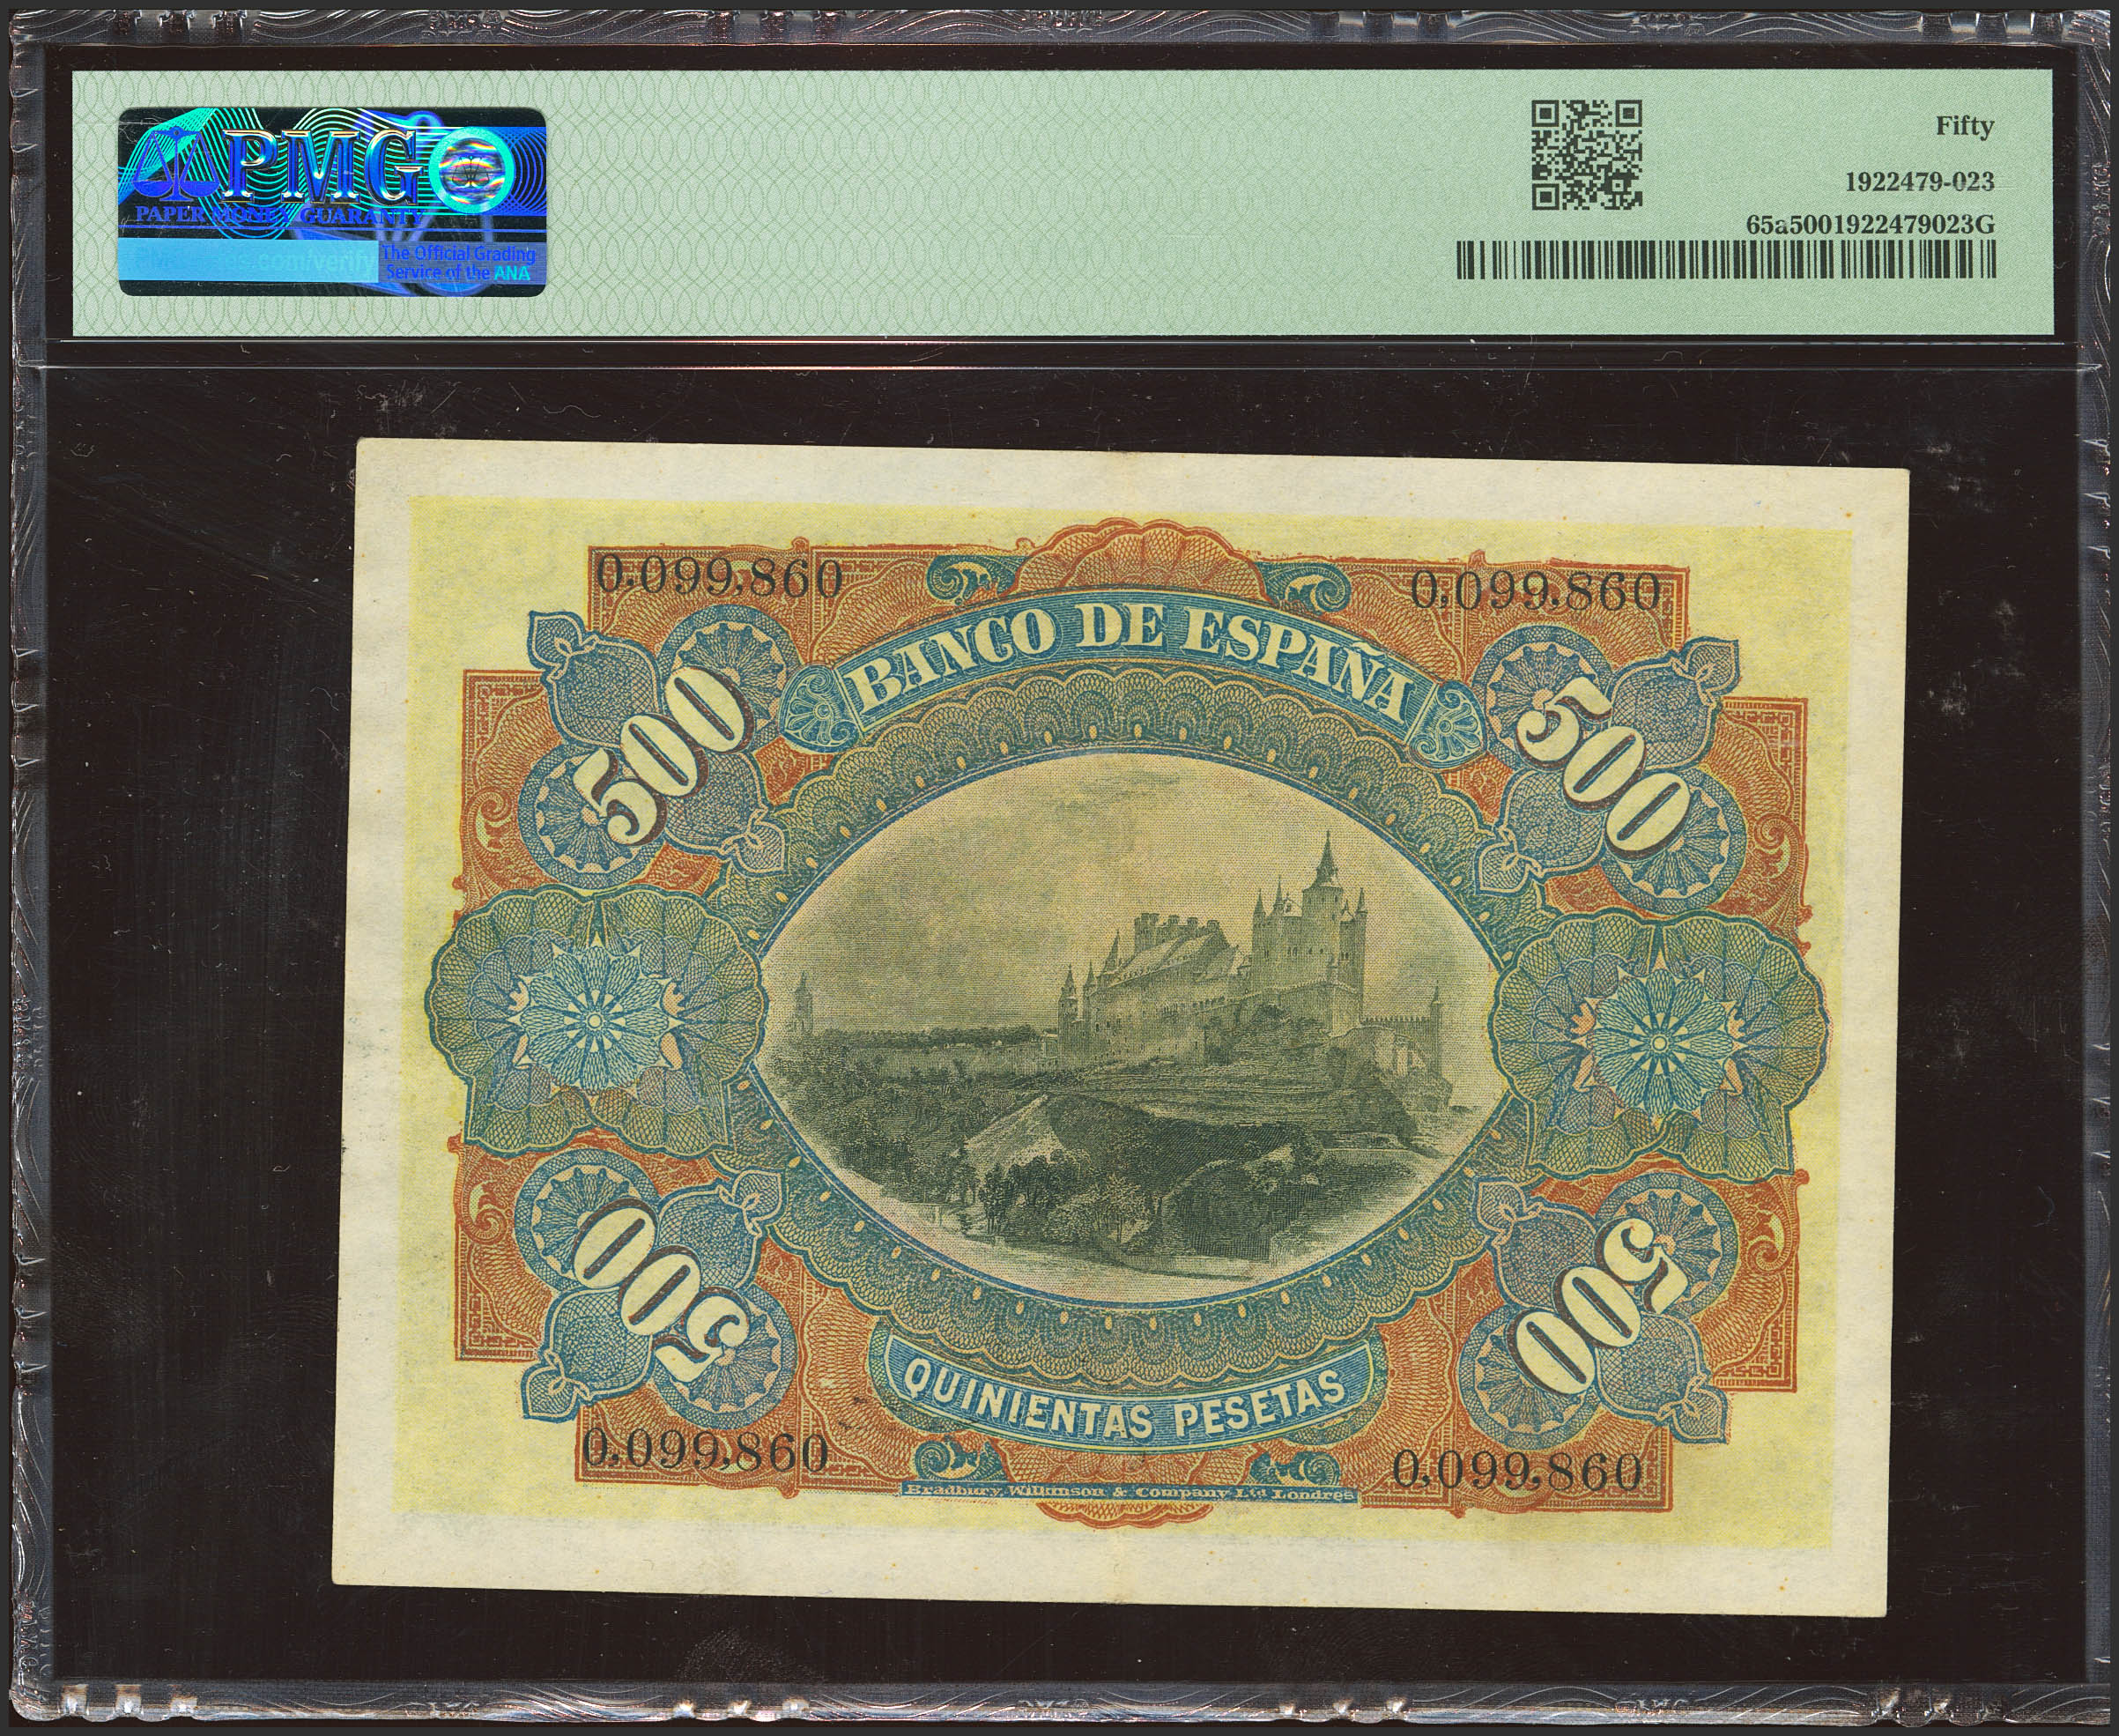 PMG
PAPER MONEY GUARANTY
The Official Grading
Service of the ANA
Fifty
1922479-023
65a5001922479023G
0,099,860
0,099,860
BANCO DE ESPAÑA
500
500
500
500
QUINIENTAS PESETAS
0,099,860
0,099,860
Bradbury, Wilkinson & Company Ltd Londres